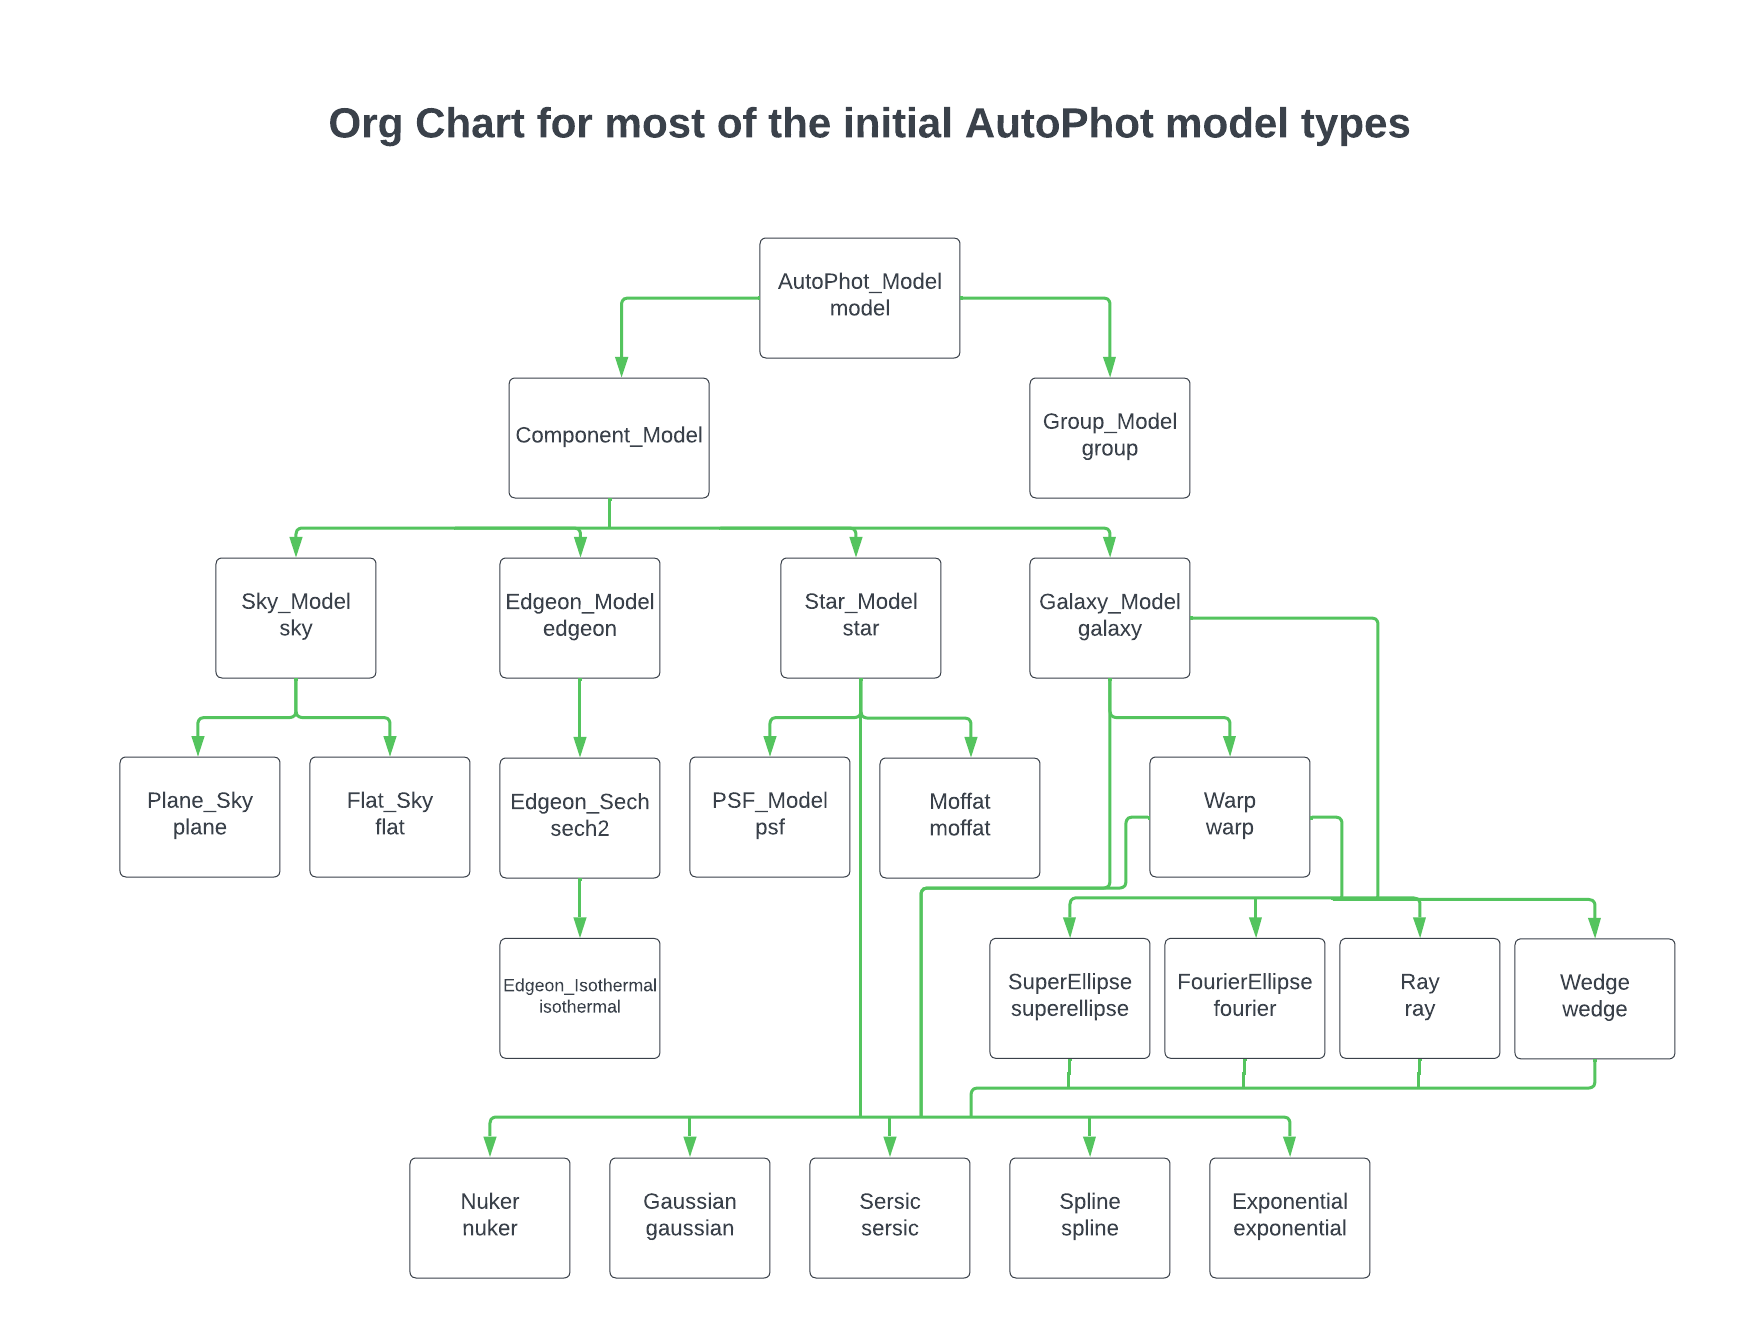 Org Chart for most of the initial AutoPhot model types
AutoPhot_Model
model
Component_Model
Group_Model
group
Sky_Model
sky
Edgeon_Model
edgeon
Star_Model
star
Galaxy_Model
galaxy
Plane_Sky
plane
Flat_Sky
flat
Edgeon_Sech
sech2
PSF_Model
psf
Moffat
moffat
Warp
warp
Edgeon_Isothermal
isothermal
SuperEllipse
superellipse
FourierEllipse
fourier
Ray
ray
Wedge
wedge
Nuker
nuker
Gaussian
gaussian
Sersic
sersic
Spline
spline
Exponential
exponential